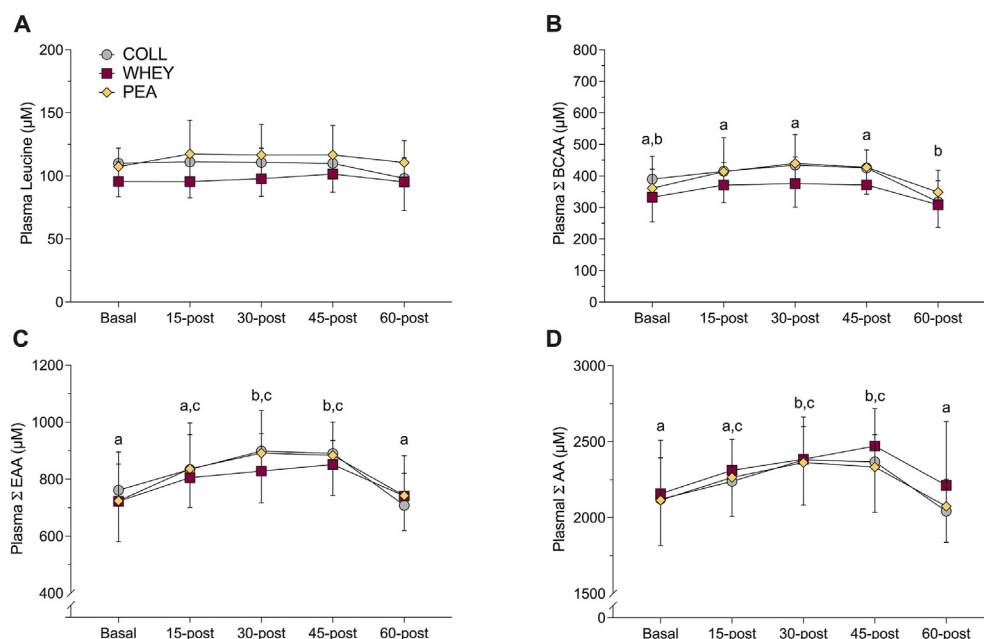 A
Plasma Leucine (µM)
200
150
100
50
0
COLL
WHEY
PEA
Basal 15-post 30-post 45-post 60-post
B
Plasma Σ BCAA (µM)
800
700
600
500
400
300
200
100
0
a,b a a a b
Basal 15-post 30-post 45-post 60-post
C
Plasma Σ EAA (µM)
1200
1000
800
600
400
a a,c b,c b,c a
Basal 15-post 30-post 45-post 60-post
D
Plasmal Σ AA (µM)
3000
2500
2000
1500
0
a a,c b,c b,c a
Basal 15-post 30-post 45-post 60-post